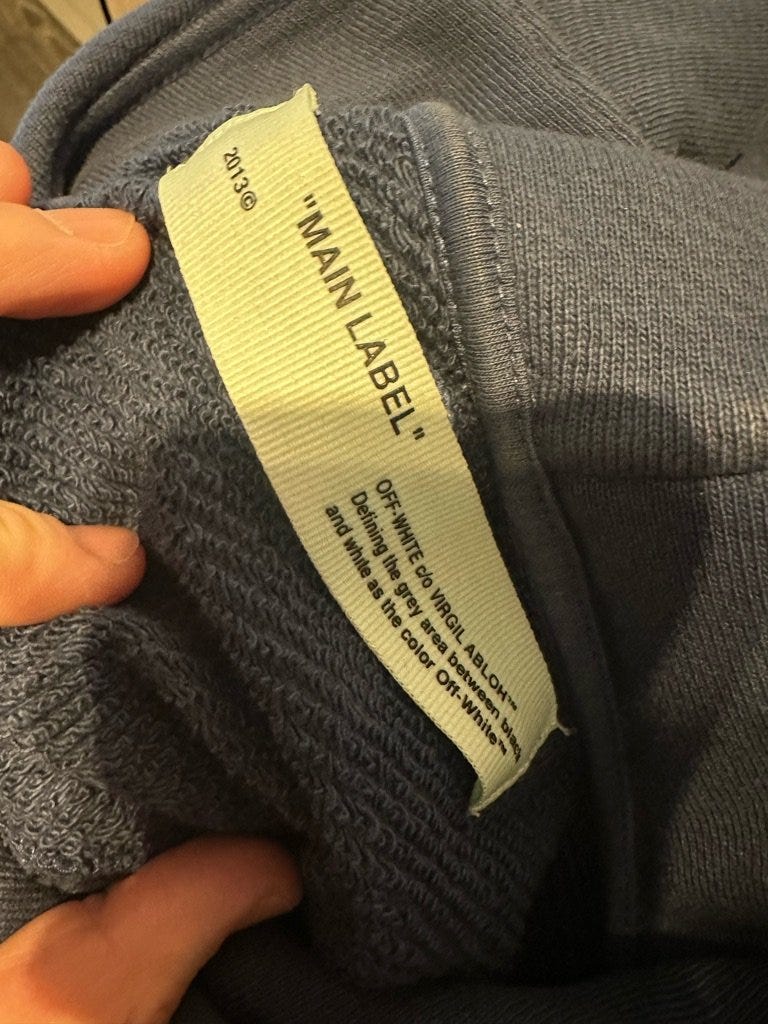 2013©
"MAIN LABEL"
OFF-WHITE c/o VIRGIL ABLOH™
Defining the grey area between black
and white as the color Off-White™